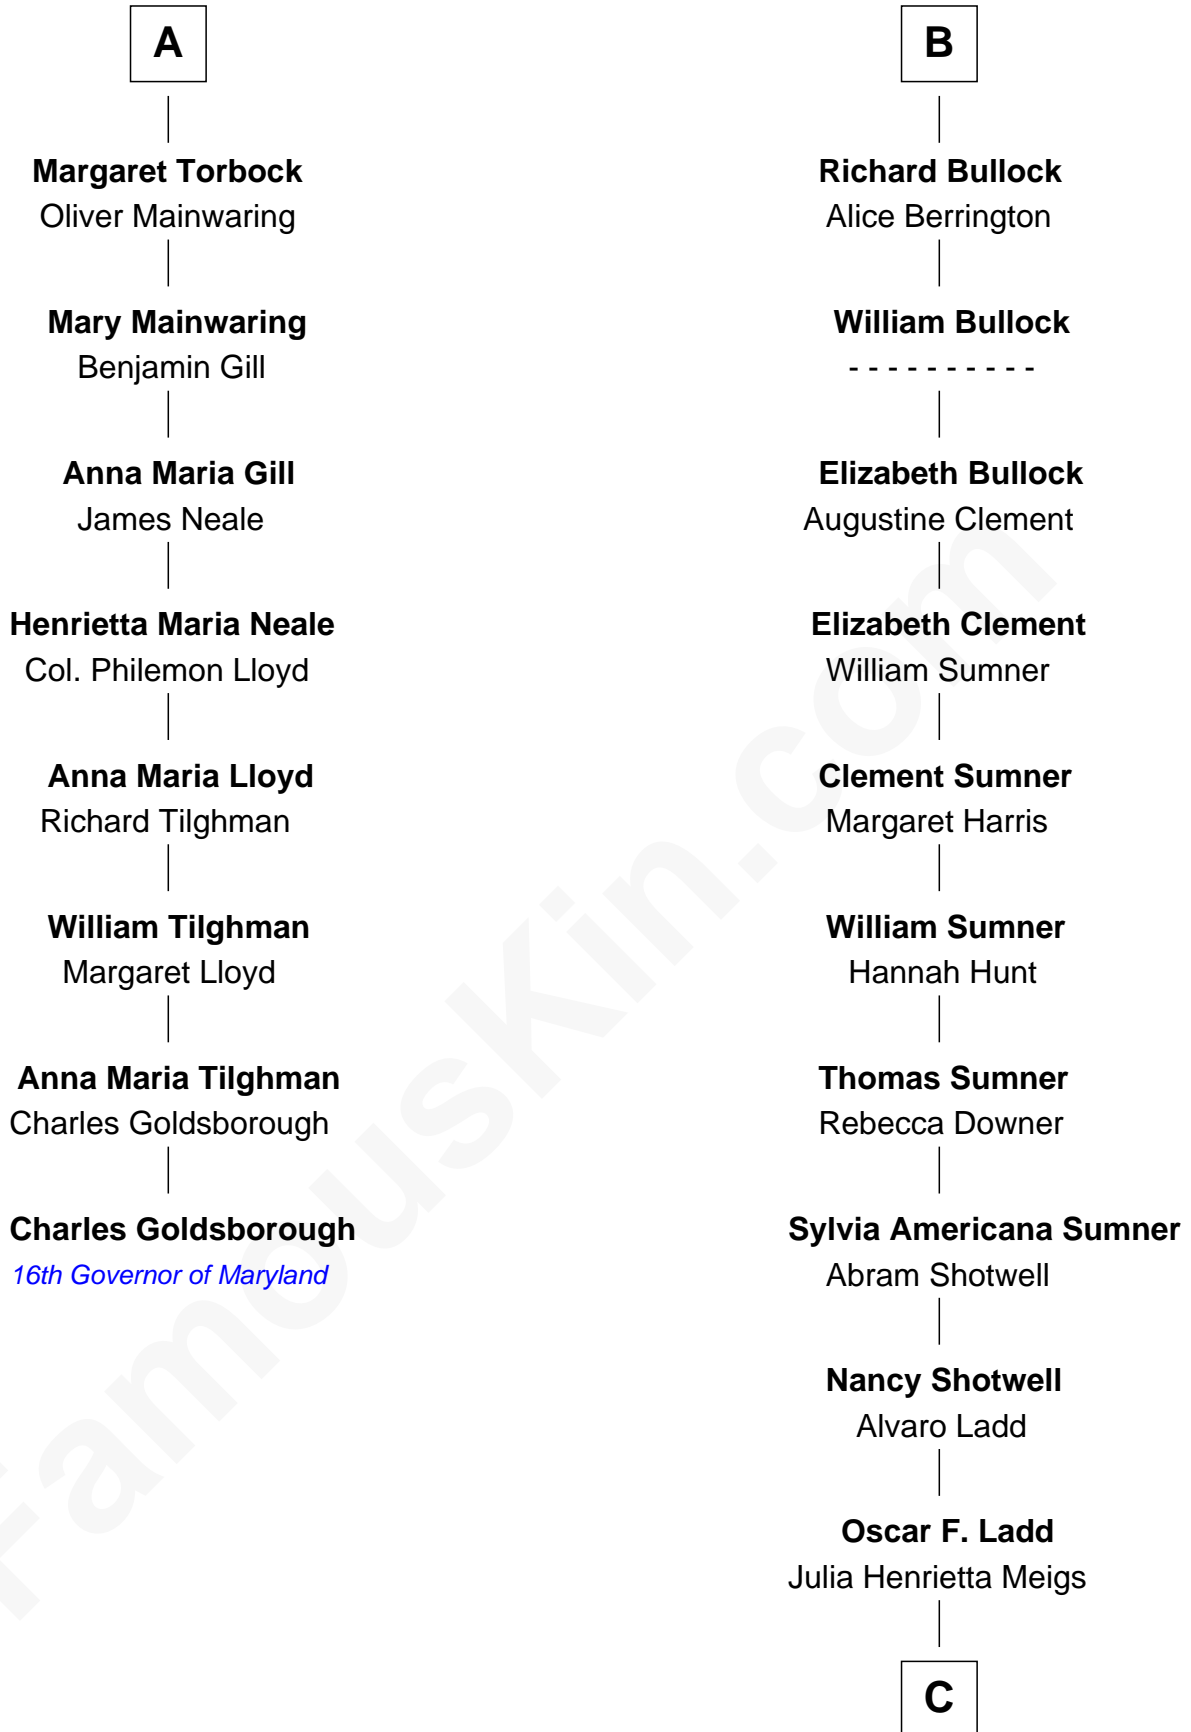 A
Margaret Torbock
Oliver Mainwaring
Mary Mainwaring
Benjamin Gill
Anna Maria Gill
James Neale
Henrietta Maria Neale
Col. Philemon Lloyd
Anna Maria Lloyd
Richard Tilghman
William Tilghman
Margaret Lloyd
Anna Maria Tilghman
Charles Goldsborough
Charles Goldsborough
16th Governor of Maryland
B
Richard Bullock
Alice Berrington
William Bullock
- - - - - - - - - -
Elizabeth Bullock
Augustine Clement
Elizabeth Clement
William Sumner
Clement Sumner
Margaret Harris
William Sumner
Hannah Hunt
Thomas Sumner
Rebecca Downer
Sylvia Americana Sumner
Abram Shotwell
Nancy Shotwell
Alvaro Ladd
Oscar F. Ladd
Julia Henrietta Meigs
C
FamousKin.com